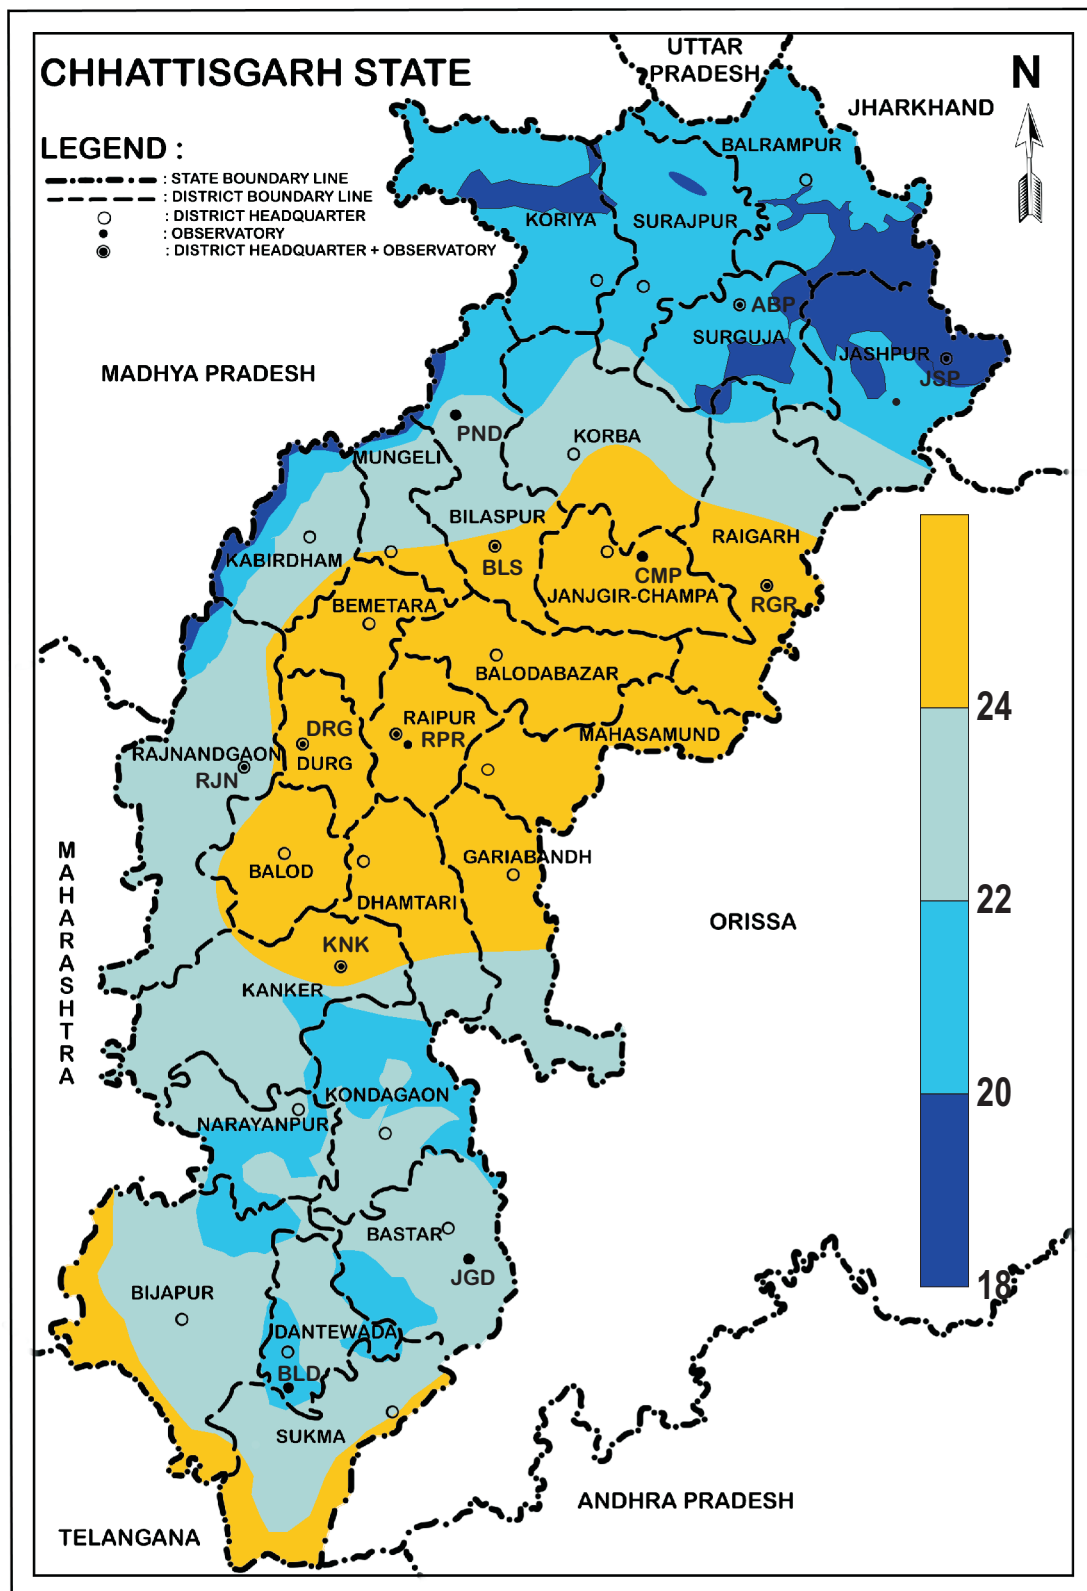 UTTAR
PRADESH
CHHATTISGARH STATE
N
JHARKHAND
LEGEND :
: STATE BOUNDARY LINE
: DISTRICT BOUNDARY LINE
: DISTRICT HEADQUARTER
: OBSERVATORY
: DISTRICT HEADQUARTER + OBSERVATORY
BALRAMPUR
KORIYA
SURAJPUR
ABP
SURGUJA
JASHPUR
JSP
MADHYA PRADESH
PND
KORBA
MUNGELI
BILASPUR
RAIGARH
KABIRDHAM
BLS
CMP
JANJGIR-CHAMPA
RGR
BEMETARA
BALODABAZAR
24
DRG
RAIPUR
RPR
MAHASAMUND
RAJNANDGAON
DURG
RJN
MAHARASHTRA
GARIABANDH
BALOD
DHAMTARI
22
ORISSA
KNK
KANKER
KONDAGAON
20
NARAYANPUR
BASTAR
JGD
18
BIJAPUR
DANTEWADA
BLD
SUKMA
ANDHRA PRADESH
TELANGANA